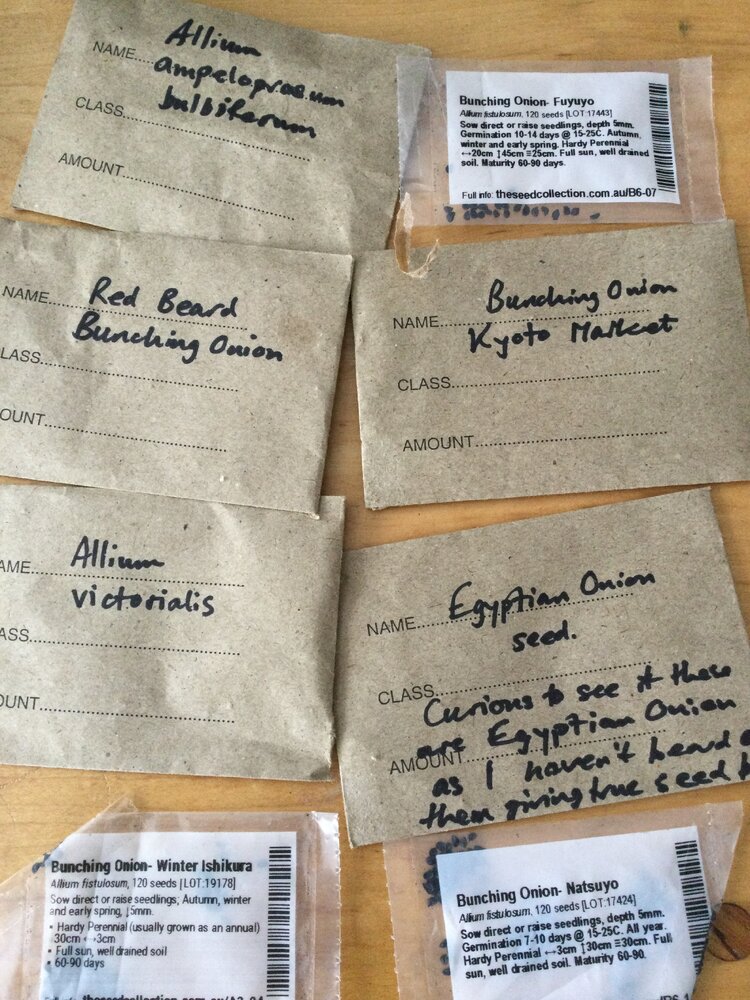 NAME....Allium
ampeloprasum
CLASS....bulbiferum
AMOUNT
Bunching Onion- Fuyuyo
Allium fistulosum, 120 seeds [LOT:17443]
Sow direct or raise seedlings, depth 5mm.
Germination 10-14 days @ 15-25C. Autumn,
winter and early spring. Hardy Perennial
↔20cm ↕45cm ≡25cm. Full sun, well drained
soil. Maturity 60-90 days.
Full info: theseedcollection.com.au/B6-07
NAME....Red Beard
Bunching Onion
LASS
OUNT
NAME....Bunching Onion
Kyoto Market
CLASS
AMOUNT
AME....Allium
victorialis
ASS
OUNT
NAME....Egyptian Onion
seed.
CLASS
Curious to see if these
are Egyptian Onion
AMOUNT
as I haven't heard
them giving true seed
Bunching Onion- Winter Ishikura
Allium fistulosum, 120 seeds [LOT:19178]
Sow direct or raise seedlings; Autumn, winter
and early spring, ↓5mm.
• Hardy Perennial (usually grown as an annual)
30cm ↔3cm
• Full sun, well drained soil
• 60-90 days
Bunching Onion- Natsuyo
Allium fistulosum, 120 seeds [LOT:17424]
Sow direct or raise seedlings, depth 5mm.
Germination 7-10 days @ 15-25C. All year.
Hardy Perennial ↔3cm ↕30cm ≡30cm. Full
sun, well drained soil. Maturity 60-90.